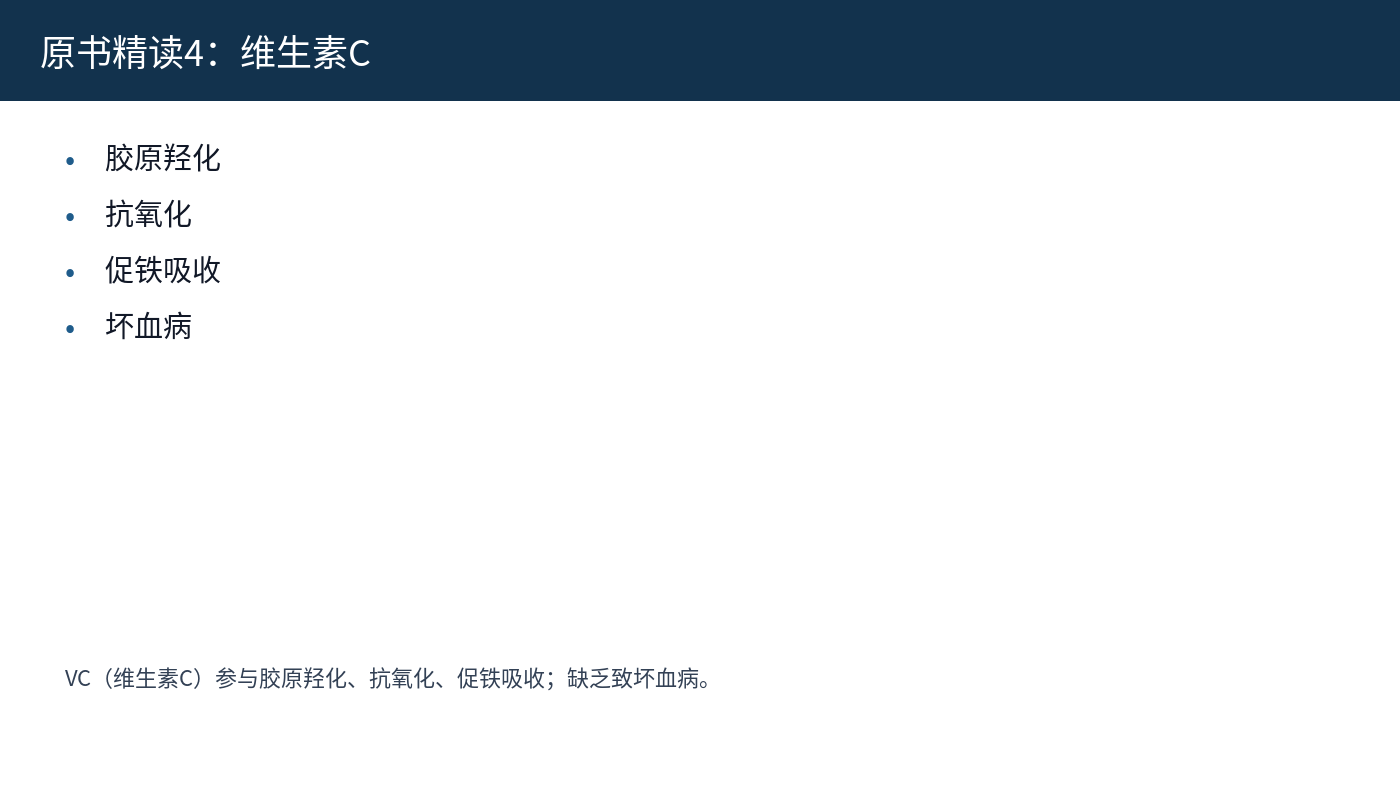 原书精读4：维生素C
• 胶原羟化
• 抗氧化
• 促铁吸收
• 坏血病
VC（维生素C）参与胶原羟化、抗氧化、促铁吸收；缺乏致坏血病。